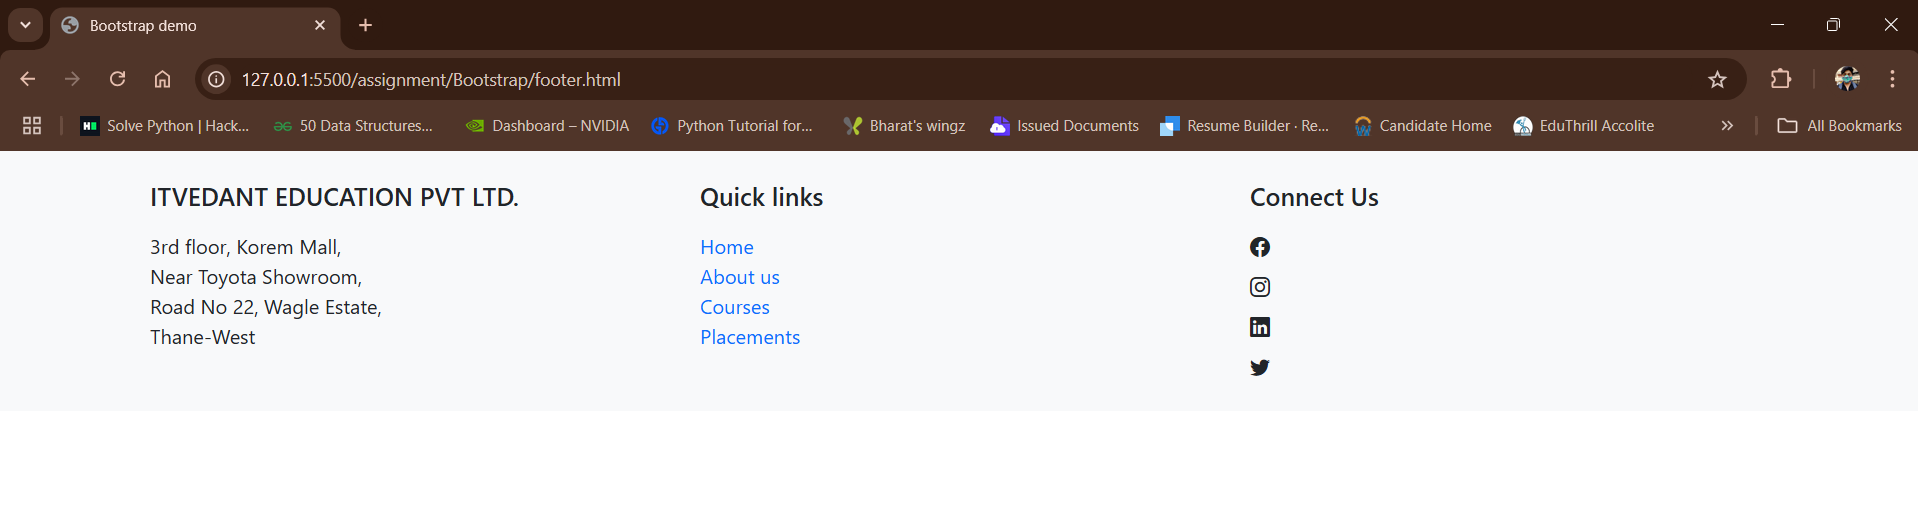 Bootstrap demo
127.0.0.1:5500/assignment/Bootstrap/footer.html
Solve Python | Hack... 50 Data Structures... Dashboard – NVIDIA Python Tutorial for... Bharat's wingz Issued Documents Resume Builder · Re... Candidate Home EduThrill Accolite All Bookmarks
ITVEDANT EDUCATION PVT LTD.
3rd floor, Korem Mall,
Near Toyota Showroom,
Road No 22, Wagle Estate,
Thane-West
Quick links
Home
About us
Courses
Placements
Connect Us